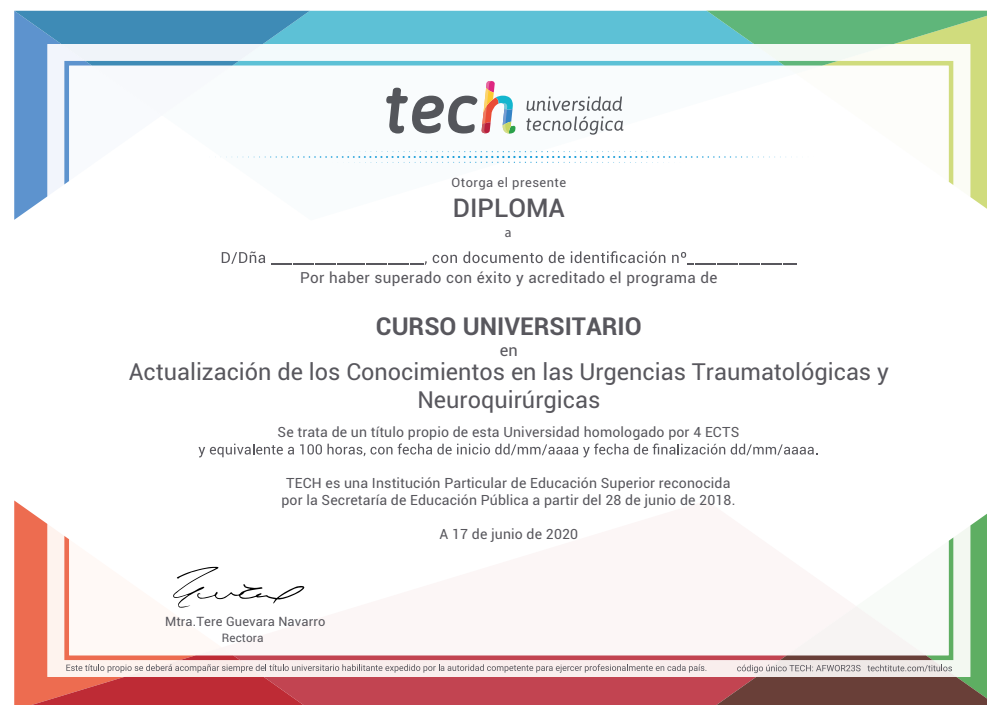 tech universidad
tecnológica
Otorga el presente
DIPLOMA
a
D/Dña ____________________, con documento de identificación nº______________
Por haber superado con éxito y acreditado el programa de
CURSO UNIVERSITARIO
en
Actualización de los Conocimientos en las Urgencias Traumatológicas y
Neuroquirúrgicas
Se trata de un título propio de esta Universidad homologado por 4 ECTS
y equivalente a 100 horas, con fecha de inicio dd/mm/aaaa y fecha de finalización dd/mm/aaaa.
TECH es una Institución Particular de Educación Superior reconocida
por la Secretaría de Educación Pública a partir del 28 de junio de 2018.
A 17 de junio de 2020
Mtra.Tere Guevara Navarro
Rectora
Este título propio se deberá acompañar siempre del título universitario habilitante expedido por la autoridad competente para ejercer profesionalmente en cada país. código único TECH: AFWOR23S techtitute.com/titulos